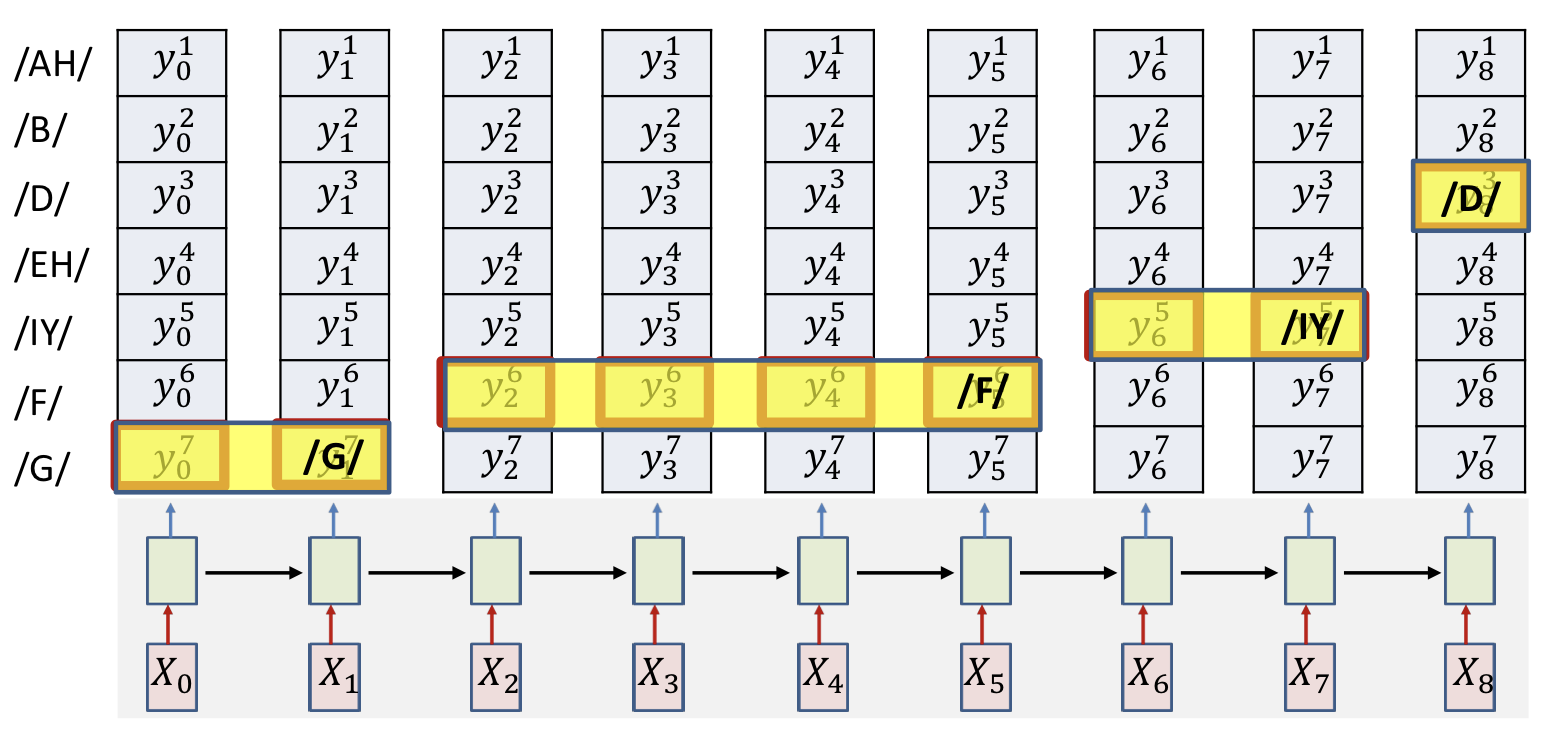 /AH/ y_0^1 y_1^1 y_2^1 y_3^1 y_4^1 y_5^1 y_6^1 y_7^1 y_8^1
/B/ y_0^2 y_1^2 y_2^2 y_3^2 y_4^2 y_5^2 y_6^2 y_7^2 y_8^2
/D/ y_0^3 y_1^3 y_2^3 y_3^3 y_4^3 y_5^3 y_6^3 y_7^3 /D/
/EH/ y_0^4 y_1^4 y_2^4 y_3^4 y_4^4 y_5^4 y_6^4 y_7^4 y_8^4
/IY/ y_0^5 y_1^5 y_2^5 y_3^5 y_4^5 y_5^5 y_6^5 /IY/ y_8^5
/F/ y_0^6 y_1^6 y_2^6 y_3^6 y_4^6 /F/ y_6^6 y_7^6 y_8^6
/G/ y_0^7 /G/ y_2^7 y_3^7 y_4^7 y_5^7 y_6^7 y_7^7 y_8^7
X_0 X_1 X_2 X_3 X_4 X_5 X_6 X_7 X_8